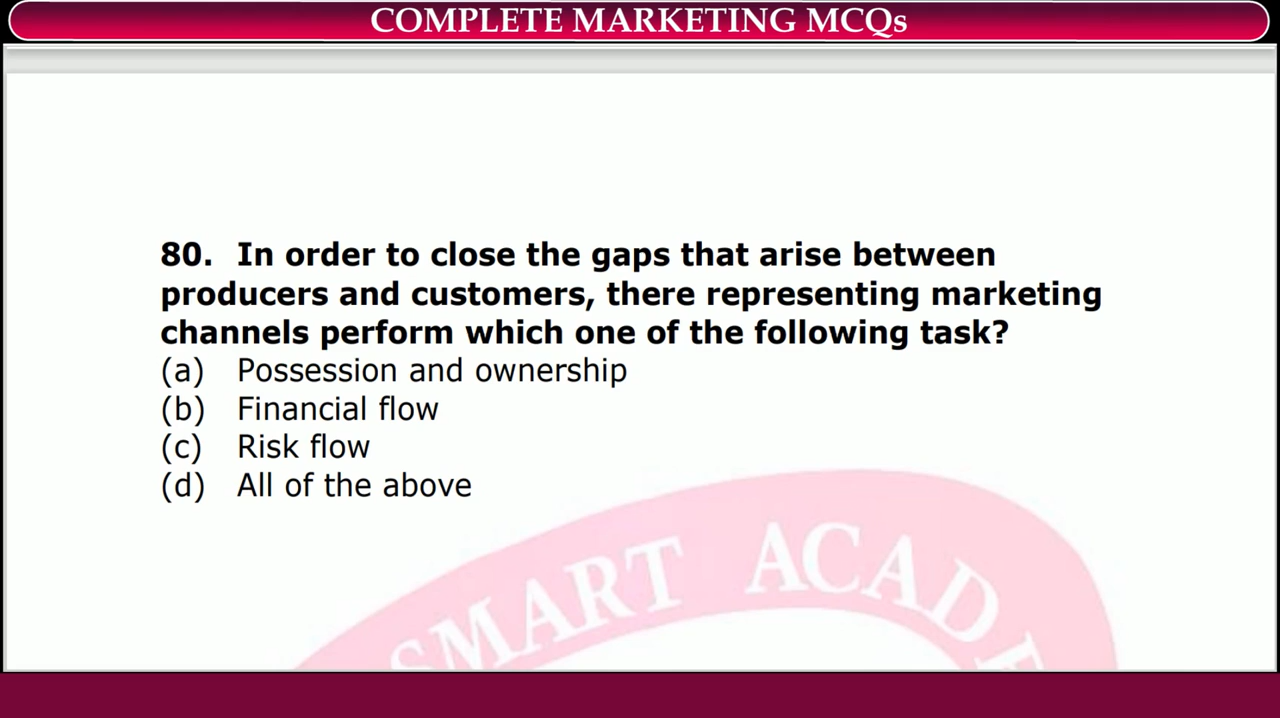 COMPLETE MARKETING MCQs
80. In order to close the gaps that arise between
producers and customers, there representing marketing
channels perform which one of the following task?
(a) Possession and ownership
(b) Financial flow
(c) Risk flow
(d) All of the above
SMART ACADE